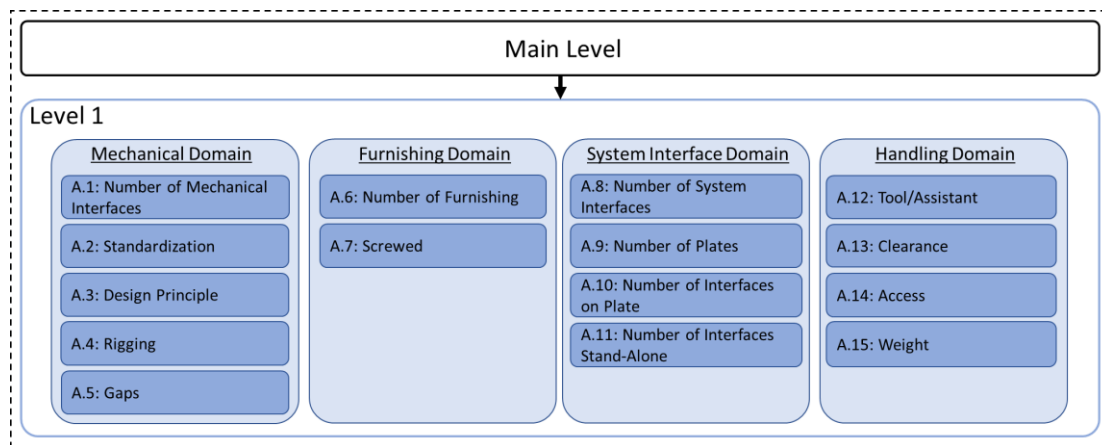 Main Level
Level 1
Mechanical Domain
A.1: Number of Mechanical
Interfaces
A.2: Standardization
A.3: Design Principle
A.4: Rigging
A.5: Gaps
Furnishing Domain
A.6: Number of Furnishing
A.7: Screwed
System Interface Domain
A.8: Number of System
Interfaces
A.9: Number of Plates
A.10: Number of Interfaces
on Plate
A.11: Number of Interfaces
Stand-Alone
Handling Domain
A.12: Tool/Assistant
A.13: Clearance
A.14: Access
A.15: Weight